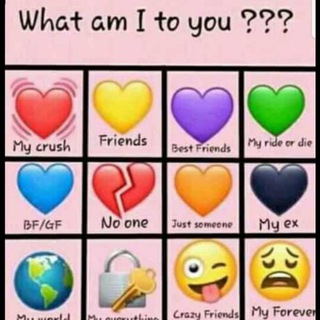 What am I to you ???
My crush
Friends
Best Friends
My ride or die
BF/GF
No one
Just someone
My ex
My world
My everything
Crazy Friends
My Forever